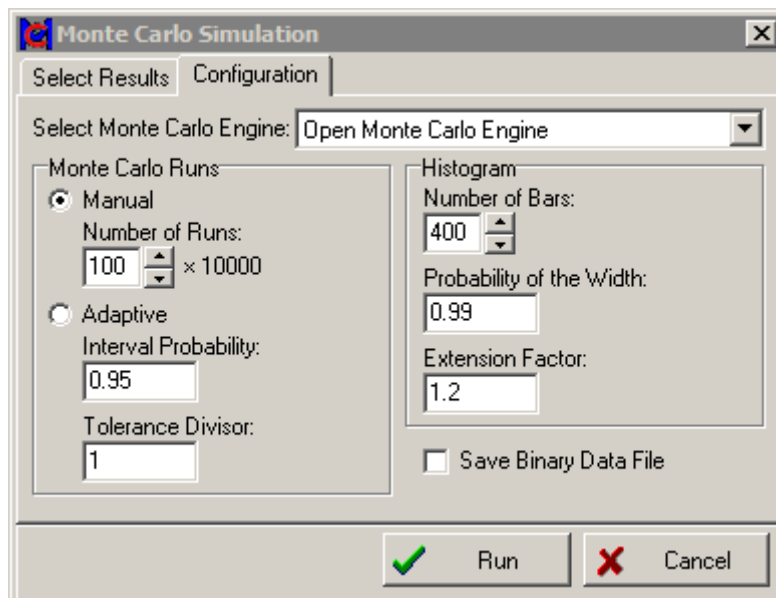 Monte Carlo Simulation
Select Results Configuration
Select Monte Carlo Engine: Open Monte Carlo Engine
Monte Carlo Runs
Manual
Number of Runs:
100 × 10000
Adaptive
Interval Probability:
0.95
Tolerance Divisor:
1
Histogram
Number of Bars:
400
Probability of the Width:
0.99
Extension Factor:
1.2
Save Binary Data File
Run Cancel